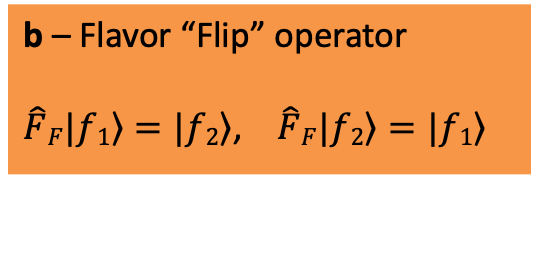 b – Flavor “Flip” operator
F̂_F|f₁⟩ = |f₂⟩, F̂_F|f₂⟩ = |f₁⟩